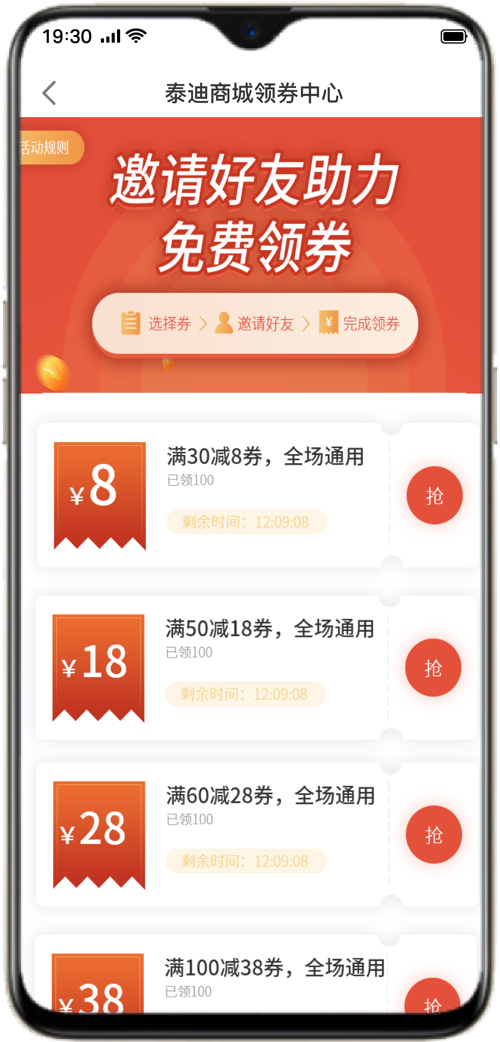 19:30
泰迪商城领券中心
活动规则
邀请好友助力
免费领券
选择券 邀请好友 ¥ 完成领券
¥8
满30减8券，全场通用
已领100
剩余时间：12:09:08
抢
¥18
满50减18券，全场通用
已领100
剩余时间：12:09:08
抢
¥28
满60减28券，全场通用
已领100
剩余时间：12:09:08
抢
¥38
满100减38券，全场通用
已领100
抢